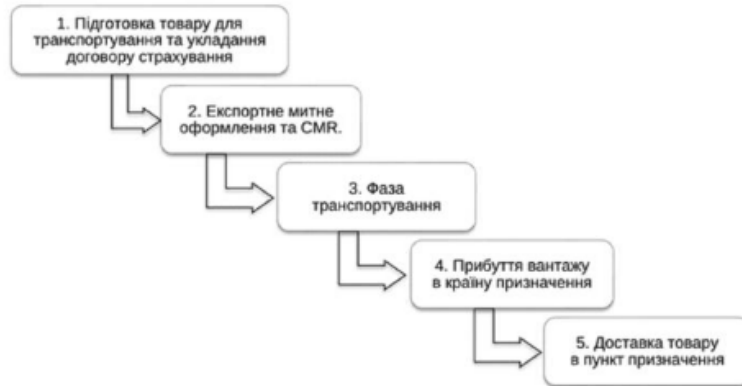 1. Підготовка товару для
транспортування та укладання
договору страхування
2. Експортне митне
оформлення та CMR.
3. Фаза
транспортування
4. Прибуття вантажу
в країну призначення
5. Доставка товару
в пункт призначення